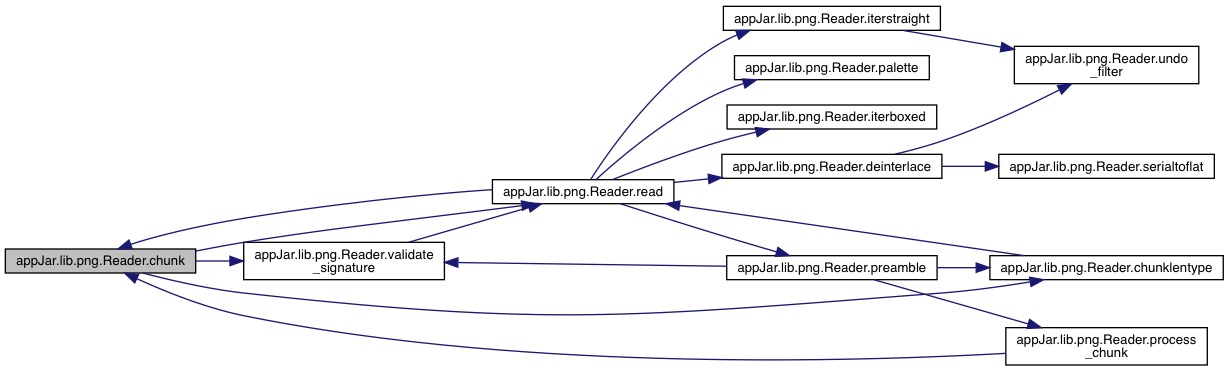 appJar.lib.png.Reader.iterstraight
appJar.lib.png.Reader.undo
_filter
appJar.lib.png.Reader.palette
appJar.lib.png.Reader.iterboxed
appJar.lib.png.Reader.deinterlace
appJar.lib.png.Reader.serialtoflat
appJar.lib.png.Reader.read
appJar.lib.png.Reader.chunk
appJar.lib.png.Reader.validate
_signature
appJar.lib.png.Reader.preamble
appJar.lib.png.Reader.chunklentype
appJar.lib.png.Reader.process
_chunk